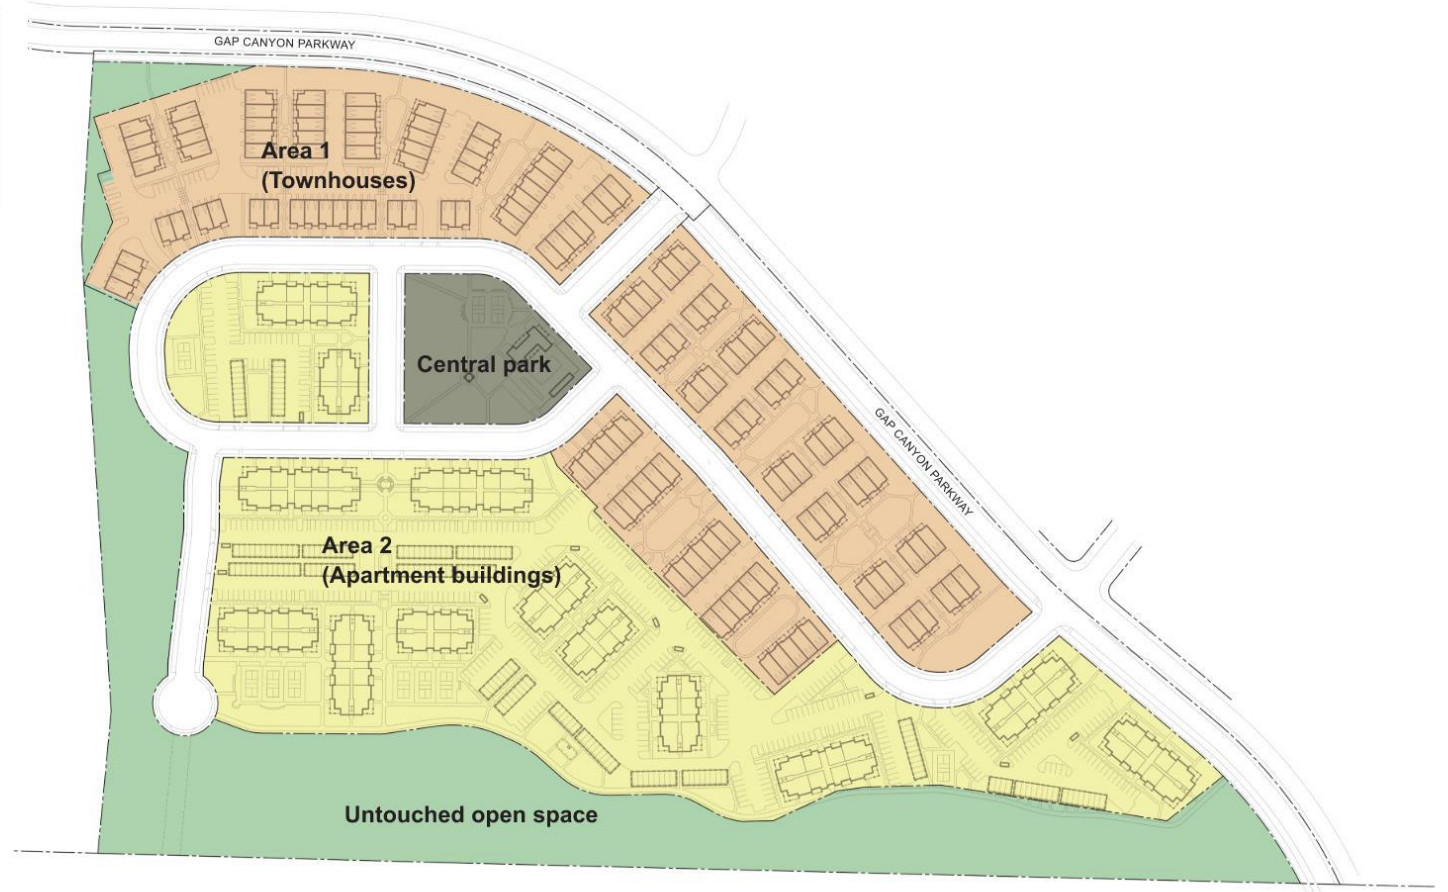 GAP CANYON PARKWAY
Area 1
(Townhouses)
Central park
GAP CANYON PARKWAY
Area 2
(Apartment buildings)
Untouched open space